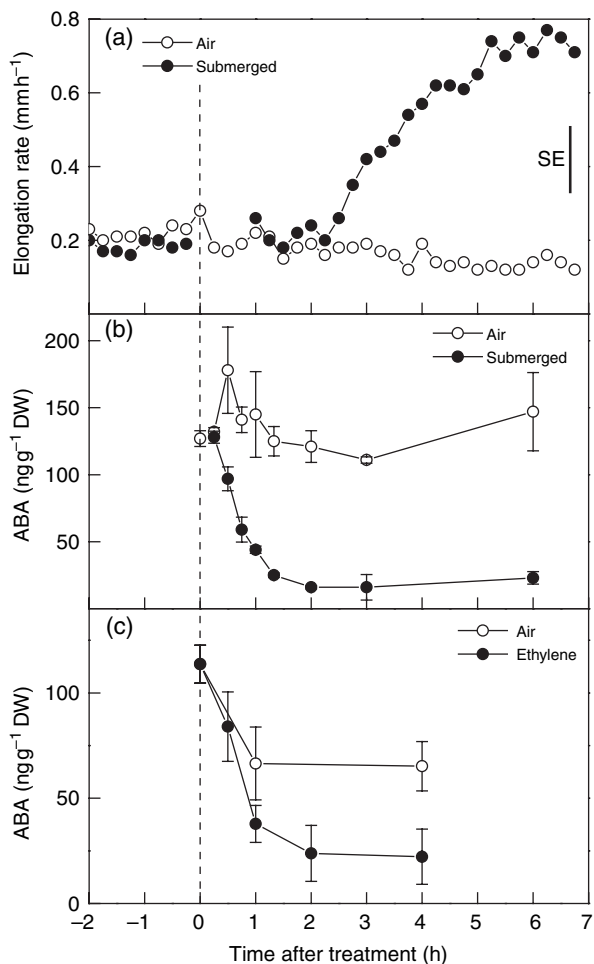 (a)
Air
Submerged
0.8
0.6
0.4
0.2
Elongation rate (mmh⁻¹)
SE
(b)
Air
Submerged
200
150
100
50
ABA (ngg⁻¹ DW)
(c)
Air
Ethylene
100
50
0
ABA (ngg⁻¹ DW)
–2 –1 0 1 2 3 4 5 6 7
Time after treatment (h)